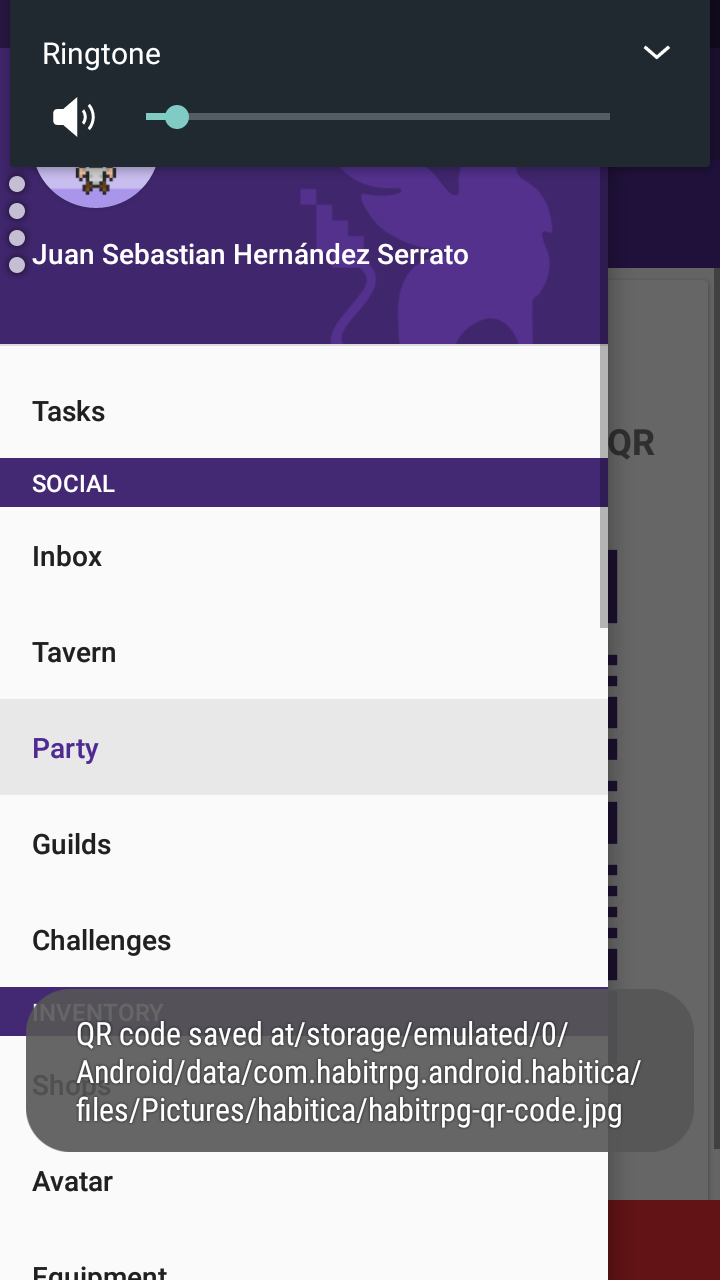 Ringtone
Juan Sebastian Hernández Serrato
Tasks
QR
SOCIAL
Inbox
Tavern
Party
Guilds
Challenges
INVENTORY
QR code saved at/storage/emulated/0/
Android/data/com.habitrpg.android.habitica/
files/Pictures/habitica/habitrpg-qr-code.jpg
Shops
Avatar
Equipment